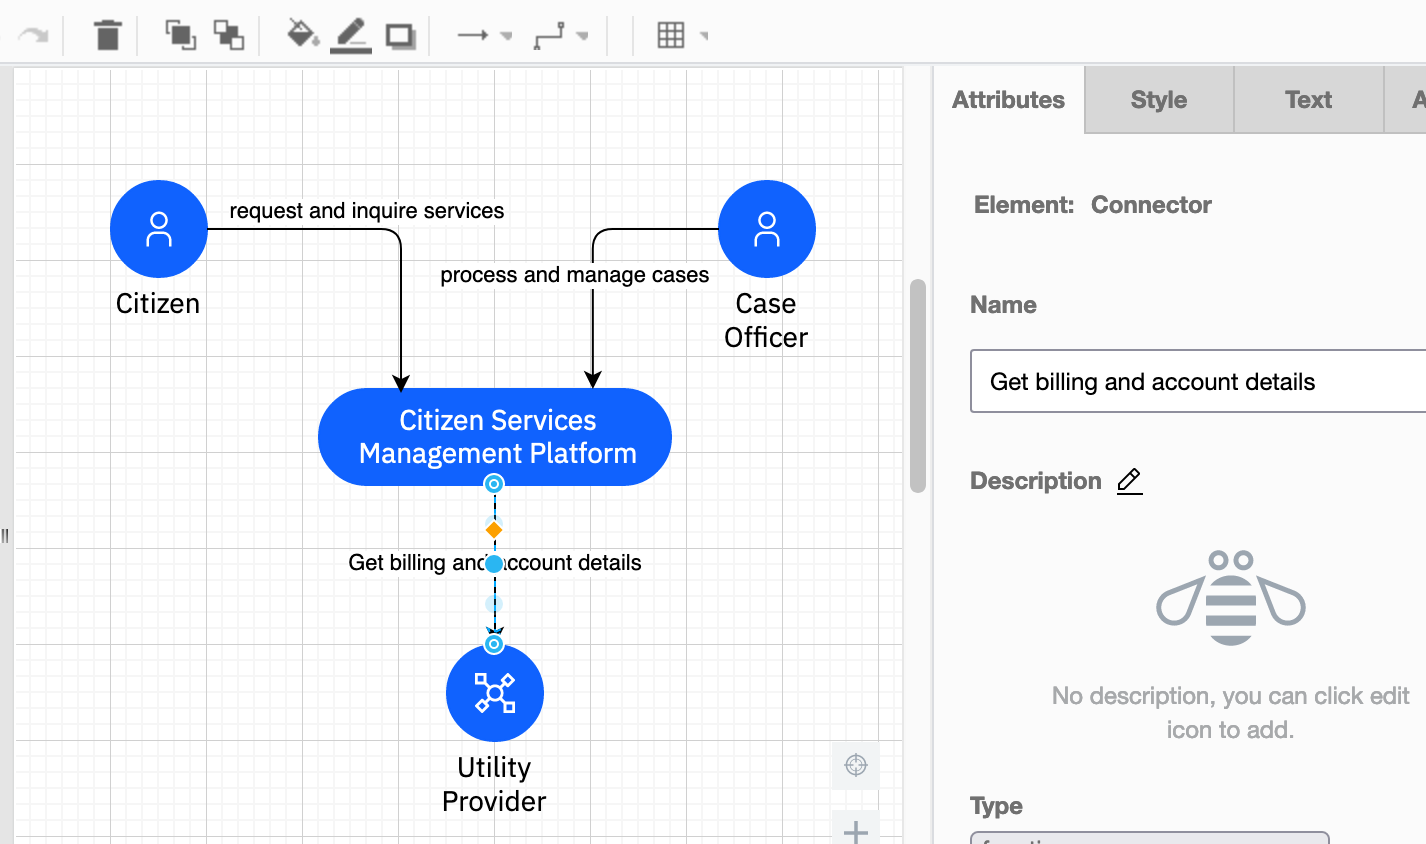 Attributes
Style
Text
A
Element: Connector
request and inquire services
process and manage cases
Citizen
Case
Officer
Name
Get billing and account details
Citizen Services
Management Platform
Description
Get billing and account details
No description, you can click edit
icon to add.
Utility
Provider
Type